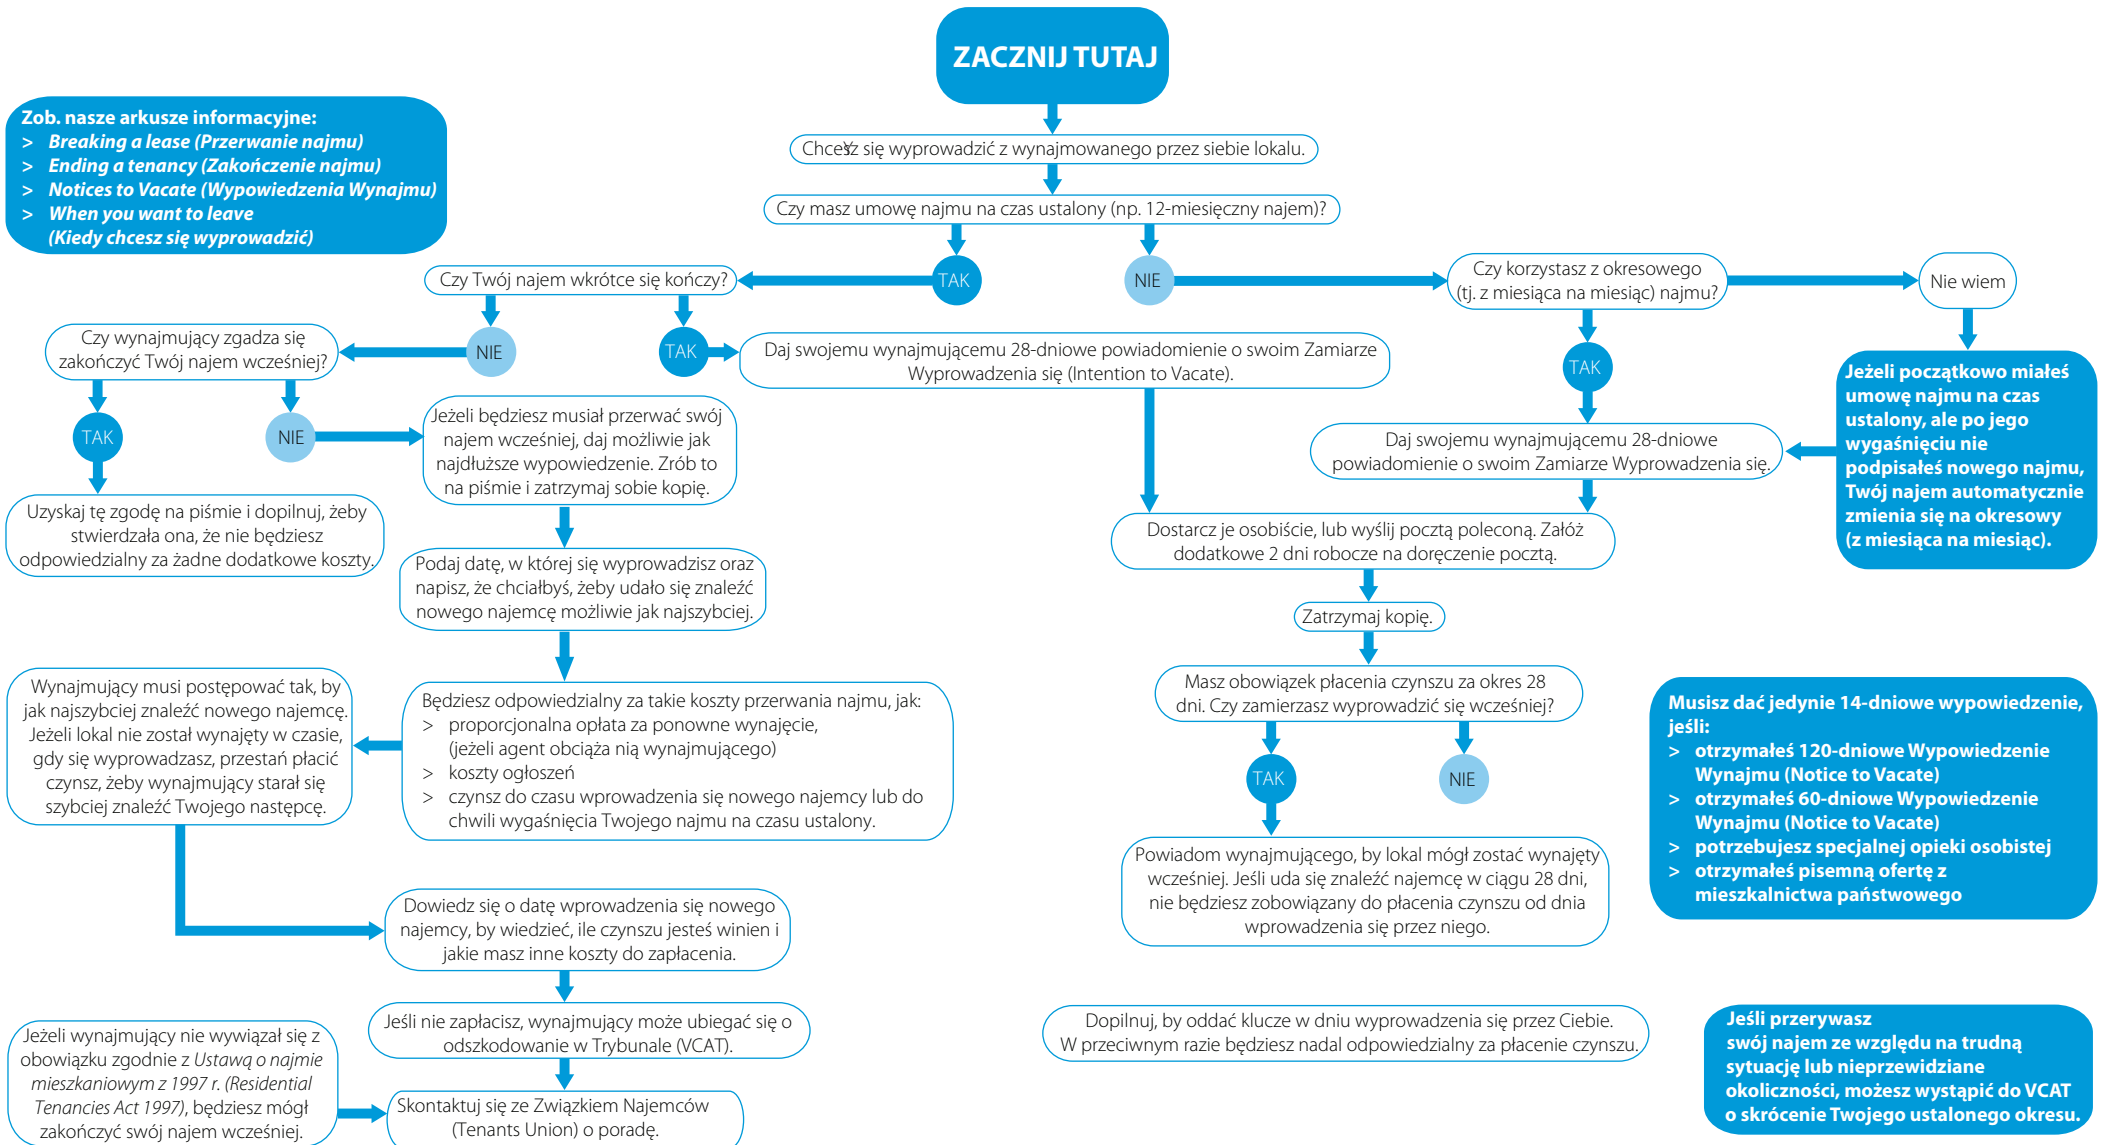 ZACZNIJ TUTAJ
Zob. nasze arkusze informacyjne:
> Breaking a lease (Przerwanie najmu)
> Ending a tenancy (Zakończenie najmu)
> Notices to Vacate (Wypowiedzenia Wynajmu)
> When you want to leave
(Kiedy chcesz się wyprowadzić)
Chcesz się wyprowadzić z wynajmowanego przez siebie lokalu.
Czy masz umowę najmu na czas ustalony (np. 12-miesięczny najem)?
TAK
NIE
Czy Twój najem wkrótce się kończy?
NIE
TAK
Czy korzystasz z okresowego
(tj. z miesiąca na miesiąc) najmu?
Nie wiem
TAK
Czy wynajmujący zgadza się
zakończyć Twój najem wcześniej?
TAK
NIE
Daj swojemu wynajmującemu 28-dniowe powiadomienie o swoim Zamiarze
Wyprowadzenia się (Intention to Vacate).
Jeżeli początkowo miałeś
umowę najmu na czas
ustalony, ale po jego
wygaśnięciu nie
podpisałeś nowego najmu,
Twój najem automatycznie
zmienia się na okresowy
(z miesiąca na miesiąc).
Jeżeli będziesz musiał przerwać swój
najem wcześniej, daj możliwie jak
najdłuższe wypowiedzenie. Zrób to
na piśmie i zatrzymaj sobie kopię.
Daj swojemu wynajmującemu 28-dniowe
powiadomienie o swoim Zamiarze Wyprowadzenia się.
Uzyskaj tę zgodę na piśmie i dopilnuj, żeby
stwierdzała ona, że nie będziesz
odpowiedzialny za żadne dodatkowe koszty.
Dostarcz je osobiście, lub wyślij pocztą poleconą. Załóż
dodatkowe 2 dni robocze na doręczenie pocztą.
Podaj datę, w której się wyprowadzisz oraz
napisz, że chciałbyś, żeby udało się znaleźć
nowego najemcę możliwie jak najszybciej.
Zatrzymaj kopię.
Wynajmujący musi postępować tak, by
jak najszybciej znaleźć nowego najemcę.
Jeżeli lokal nie został wynajęty w czasie,
gdy się wyprowadzasz, przestań płacić
czynsz, żeby wynajmujący starał się
szybciej znaleźć Twojego następcę.
Będziesz odpowiedzialny za takie koszty przerwania najmu, jak:
> proporcjonalna opłata za ponowne wynajęcie,
(jeżeli agent obciąża nią wynajmującego)
> koszty ogłoszeń
> czynsz do czasu wprowadzenia się nowego najemcy lub do
chwili wygaśnięcia Twojego najmu na czasu ustalony.
Masz obowiązek płacenia czynszu za okres 28
dni. Czy zamierzasz wyprowadzić się wcześniej?
TAK
NIE
Musisz dać jedynie 14-dniowe wypowiedzenie,
jeśli:
> otrzymałeś 120-dniowe Wypowiedzenie
Wynajmu (Notice to Vacate)
> otrzymałeś 60-dniowe Wypowiedzenie
Wynajmu (Notice to Vacate)
> potrzebujesz specjalnej opieki osobistej
> otrzymałeś pisemną ofertę z
mieszkalnictwa państwowego
Powiadom wynajmującego, by lokal mógł zostać wynajęty
wcześniej. Jeśli uda się znaleźć najemcę w ciągu 28 dni,
nie będziesz zobowiązany do płacenia czynszu od dnia
wprowadzenia się przez niego.
Dowiedz się o datę wprowadzenia się nowego
najemcy, by wiedzieć, ile czynszu jesteś winien i
jakie masz inne koszty do zapłacenia.
Jeśli nie zapłacisz, wynajmujący może ubiegać się o
odszkodowanie w Trybunale (VCAT).
Jeżeli wynajmujący nie wywiązał się z
obowiązku zgodnie z Ustawą o najmie
mieszkaniowym z 1997 r. (Residential
Tenancies Act 1997), będziesz mógł
zakończyć swój najem wcześniej.
Skontaktuj się ze Związkiem Najemców
(Tenants Union) o poradę.
Dopilnuj, by oddać klucze w dniu wyprowadzenia się przez Ciebie.
W przeciwnym razie będziesz nadal odpowiedzialny za płacenie czynszu.
Jeśli przerywasz
swój najem ze względu na trudną
sytuację lub nieprzewidziane
okoliczności, możesz wystąpić do VCAT
o skrócenie Twojego ustalonego okresu.